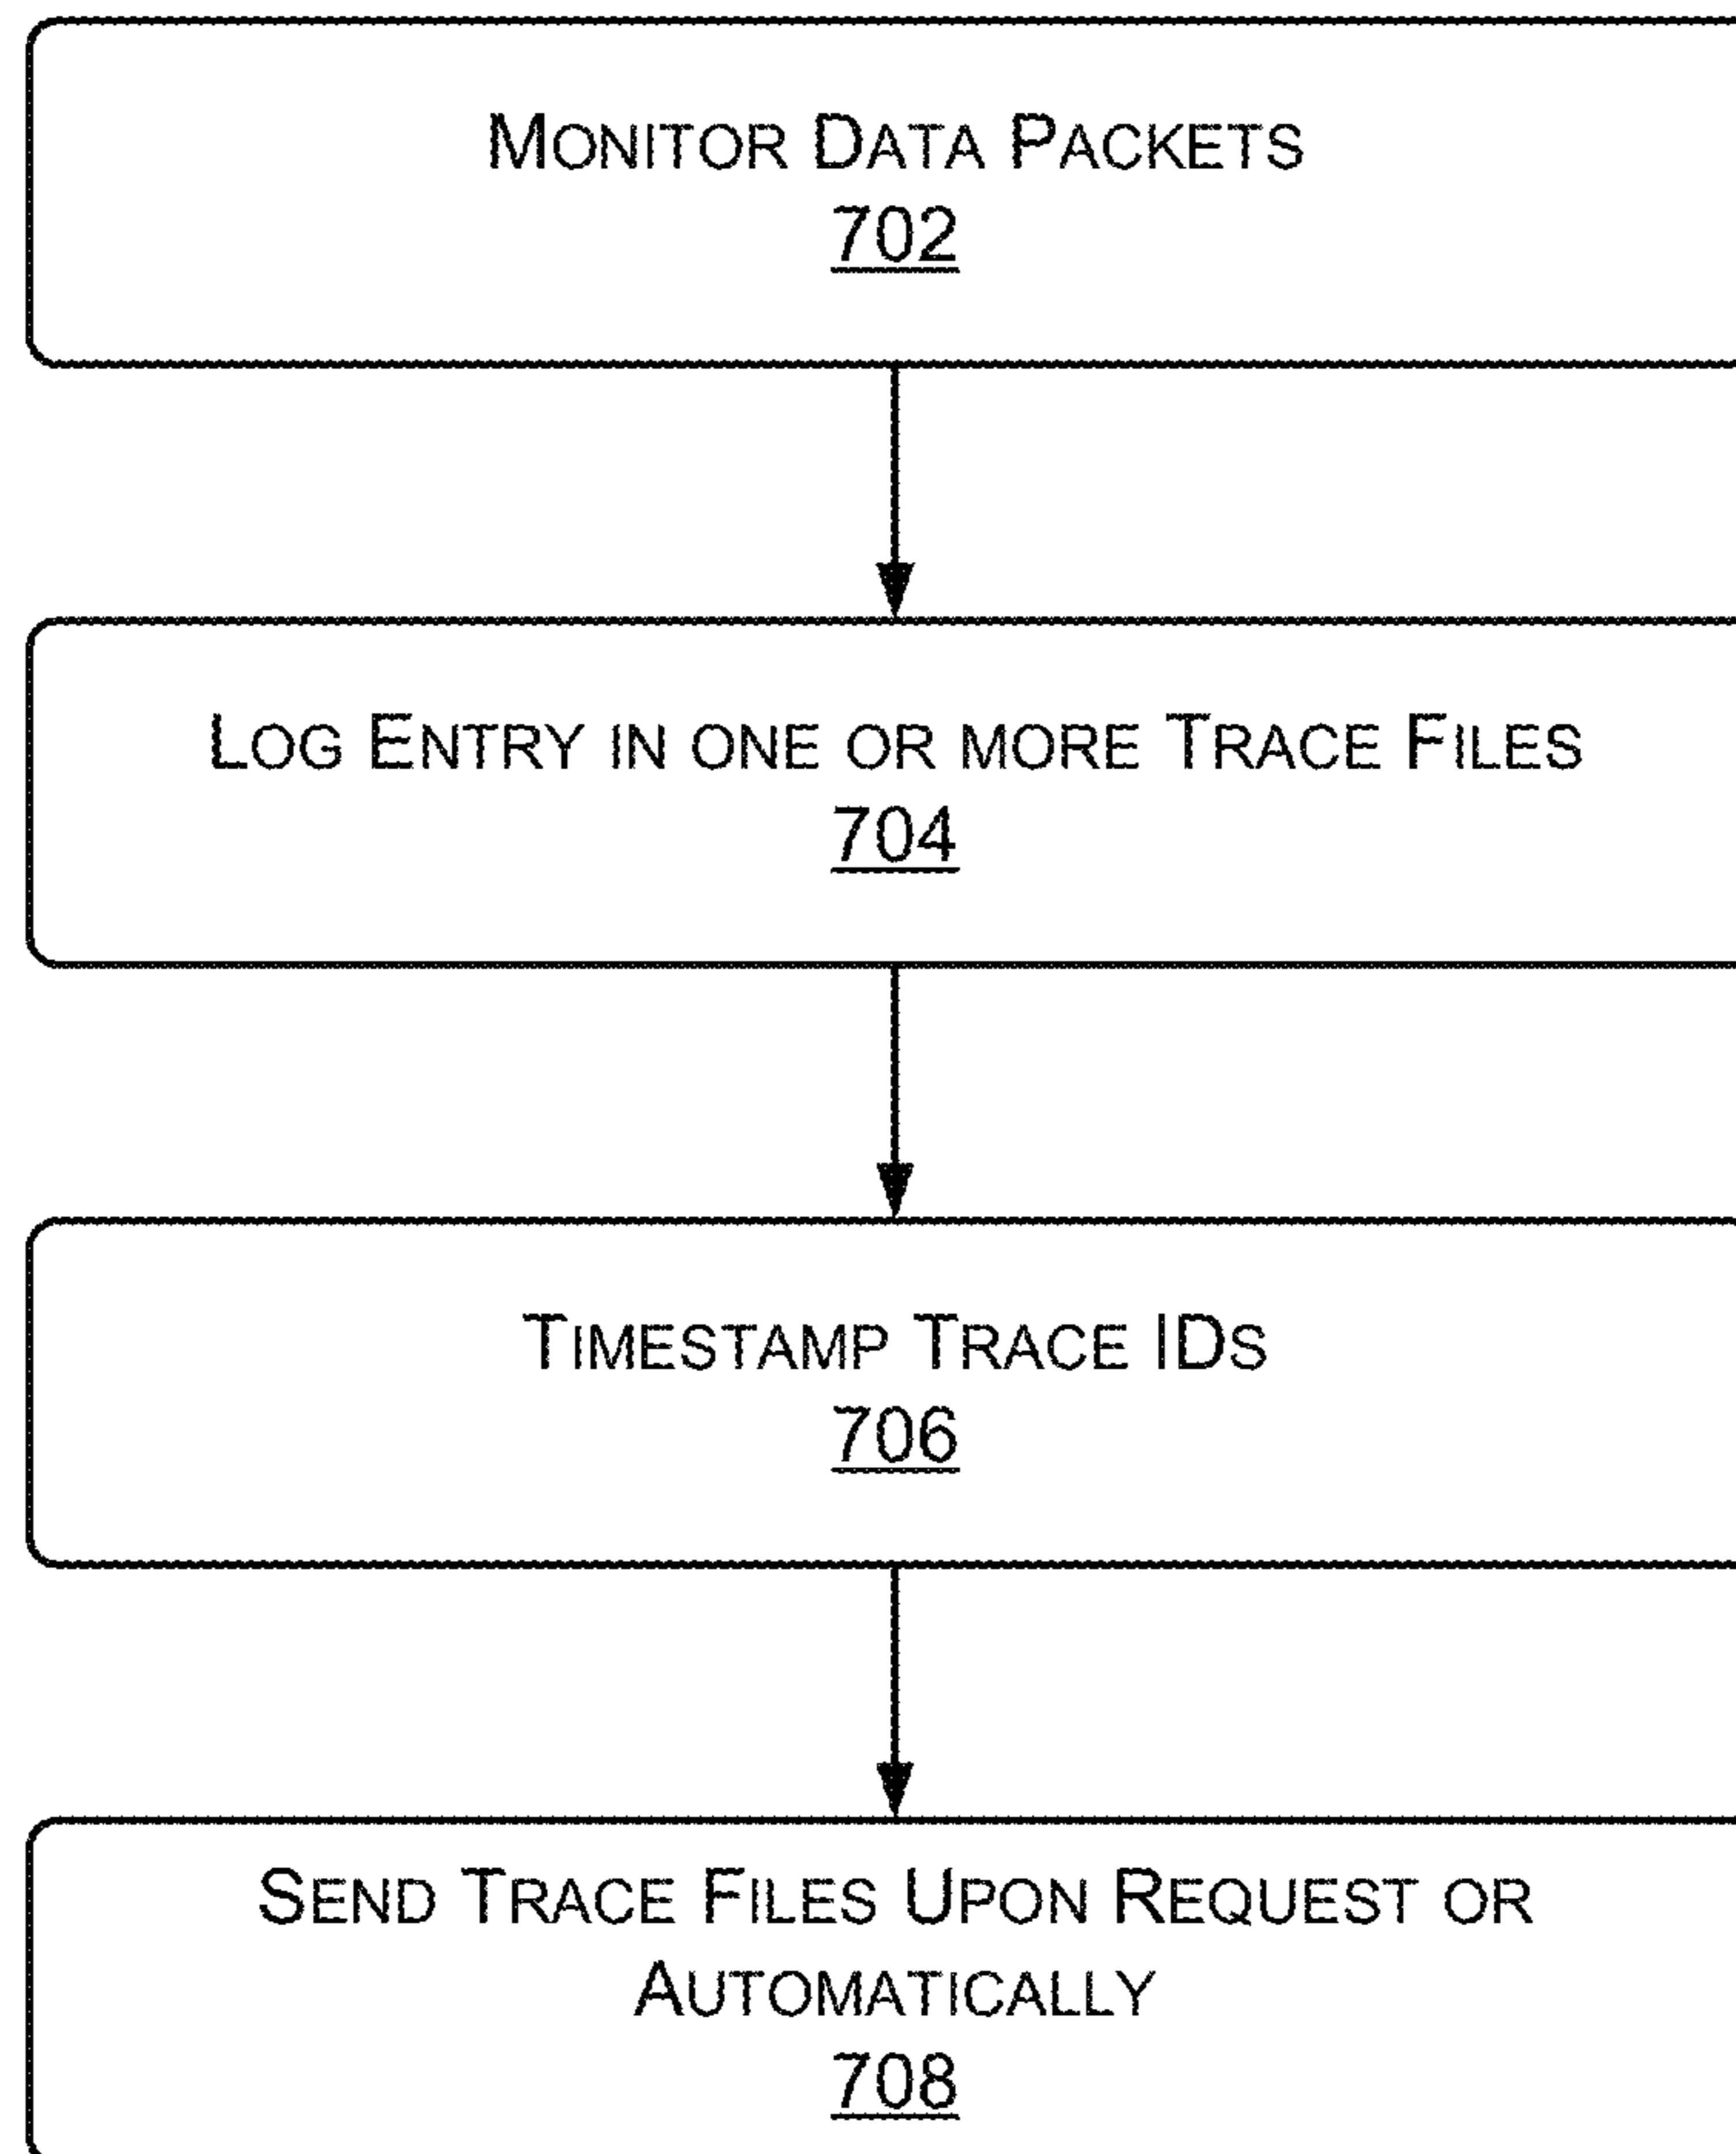 MONITOR DATA PACKETS
702
LOG ENTRY IN ONE OR MORE TRACE FILES
704
TIMESTAMP TRACE IDS
706
SEND TRACE FILES UPON REQUEST OR
AUTOMATICALLY
708